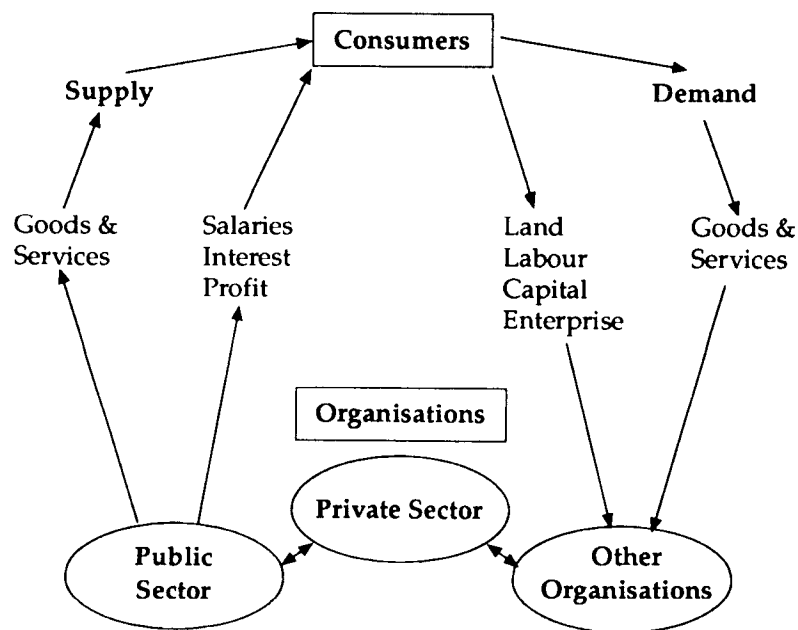 Consumers
Supply
Demand
Goods &
Services
Salaries
Interest
Profit
Land
Labour
Capital
Enterprise
Goods &
Services
Organisations
Private Sector
Public
Sector
Other
Organisations